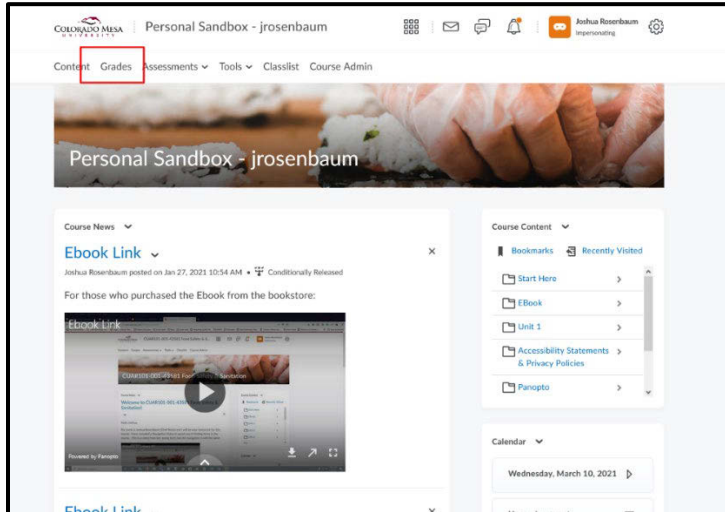 COLORADO MESA
UNIVERSITY
Personal Sandbox - jrosenbaum
Joshua Rosenbaum
Impersonating
Content Grades Assessments Tools Classlist Course Admin
Personal Sandbox - jrosenbaum
Course News
Ebook Link
Joshua Rosenbaum posted on Jan 27, 2021 10:54 AM • Conditionally Released
For those who purchased the Ebook from the bookstore:
Ebook Link
Powered by Panopto
Ebook Link
Course Content
Bookmarks Recently Visited
Start Here
EBook
Unit 1
Accessibility Statements
& Privacy Policies
Panopto
Calendar
Wednesday, March 10, 2021